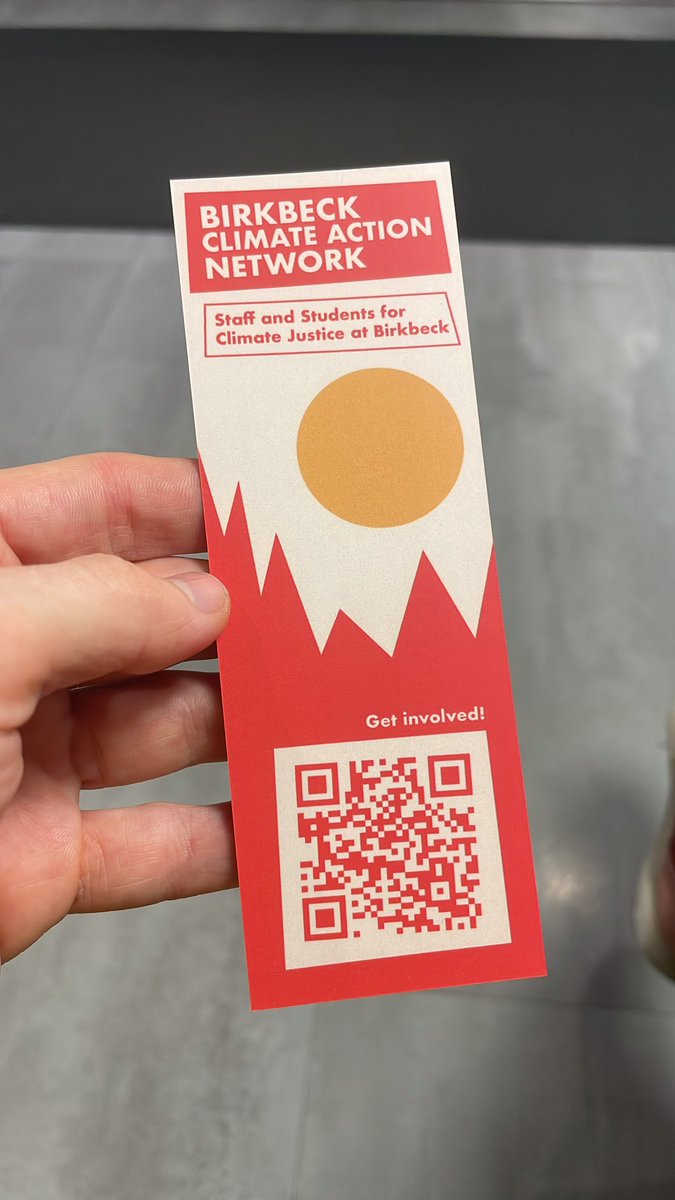 BIRKBECK
CLIMATE ACTION
NETWORK
Staff and Students for
Climate Justice at Birkbeck
Get involved!